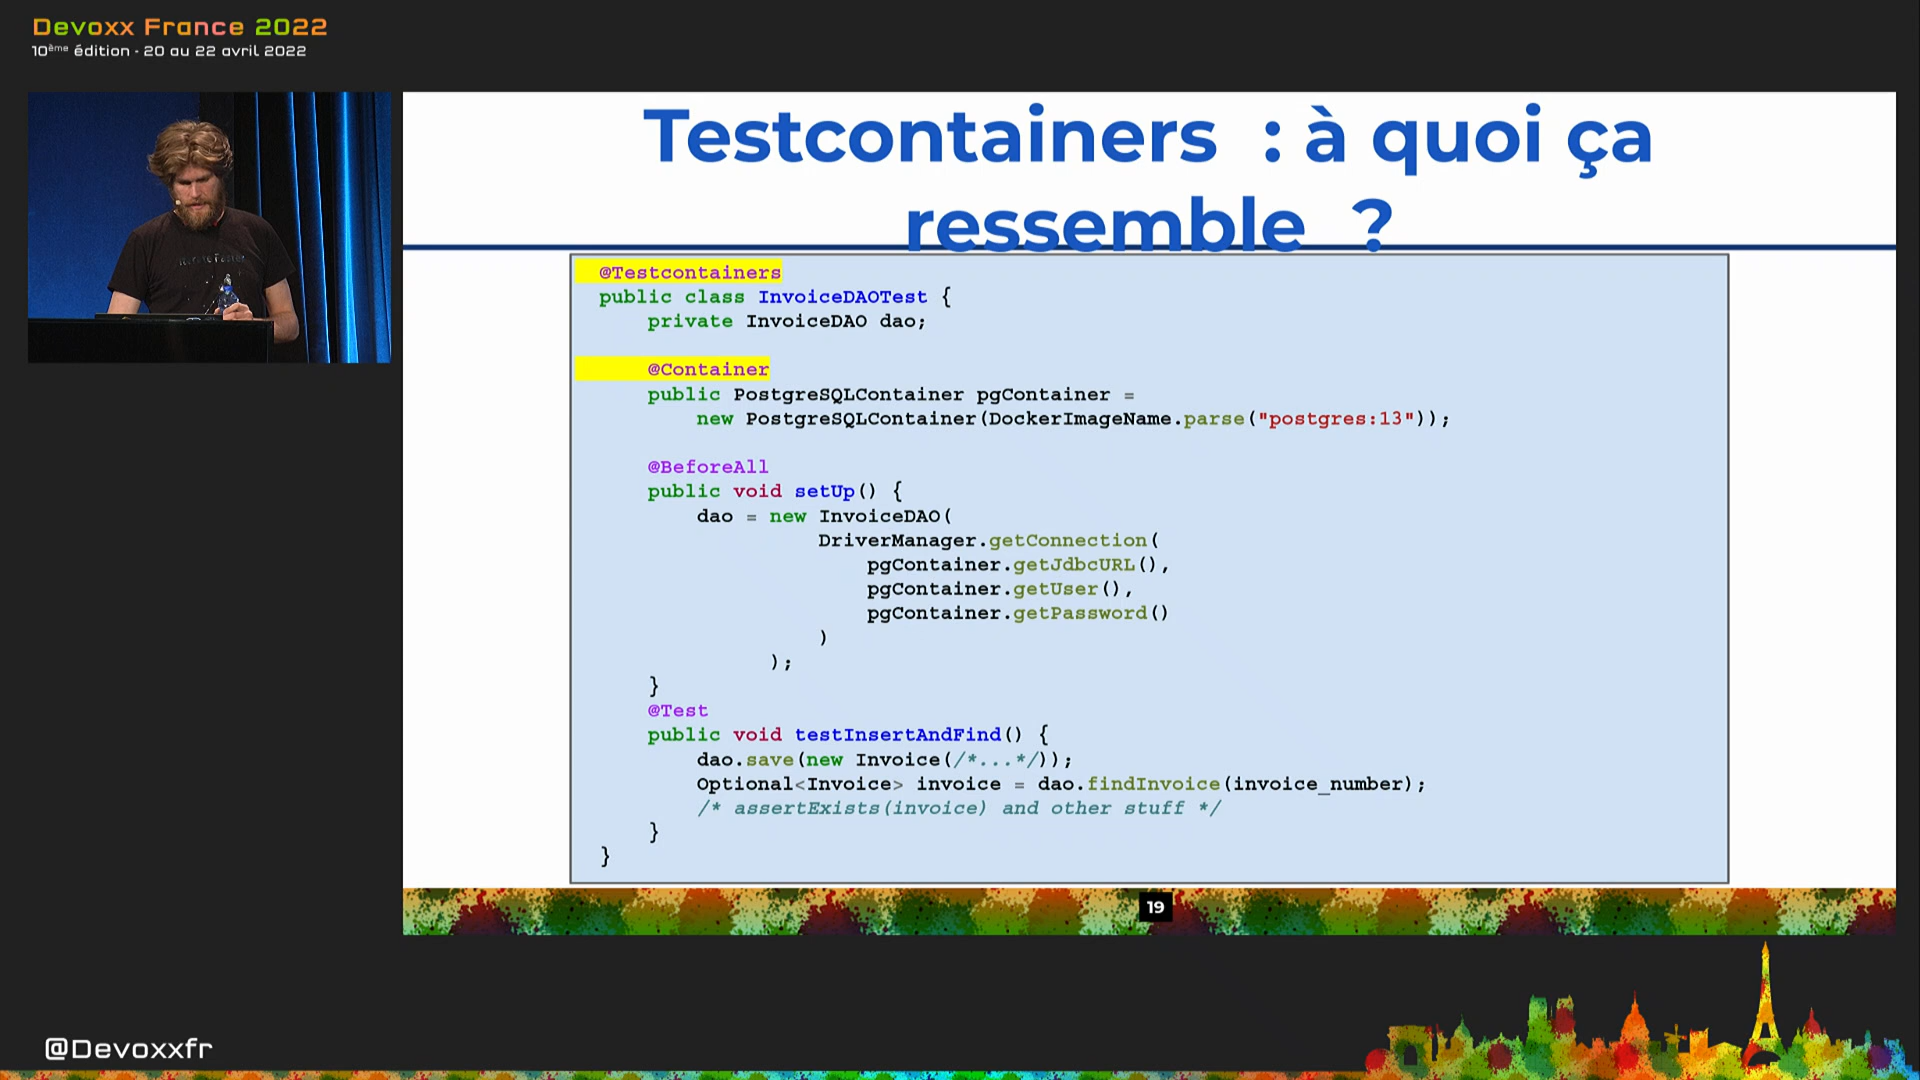 Devoxx France 2022
10ème édition - 20 au 22 avril 2022
Testcontainers : à quoi ça
ressemble ?
@Testcontainers
public class InvoiceDAOTest {
private InvoiceDAO dao;
@Container
public PostgreSQLContainer pgContainer =
new PostgreSQLContainer(DockerImageName.parse("postgres:13"));
@BeforeAll
public void setUp() {
dao = new InvoiceDAO(
DriverManager.getConnection(
pgContainer.getJdbcURL(),
pgContainer.getUser(),
pgContainer.getPassword()
)
);
}
@Test
public void testInsertAndFind() {
dao.save(new Invoice(/*...*/));
Optional<Invoice> invoice = dao.findInvoice(invoice_number);
/* assertExists(invoice) and other stuff */
}
}
19
@Devoxxfr